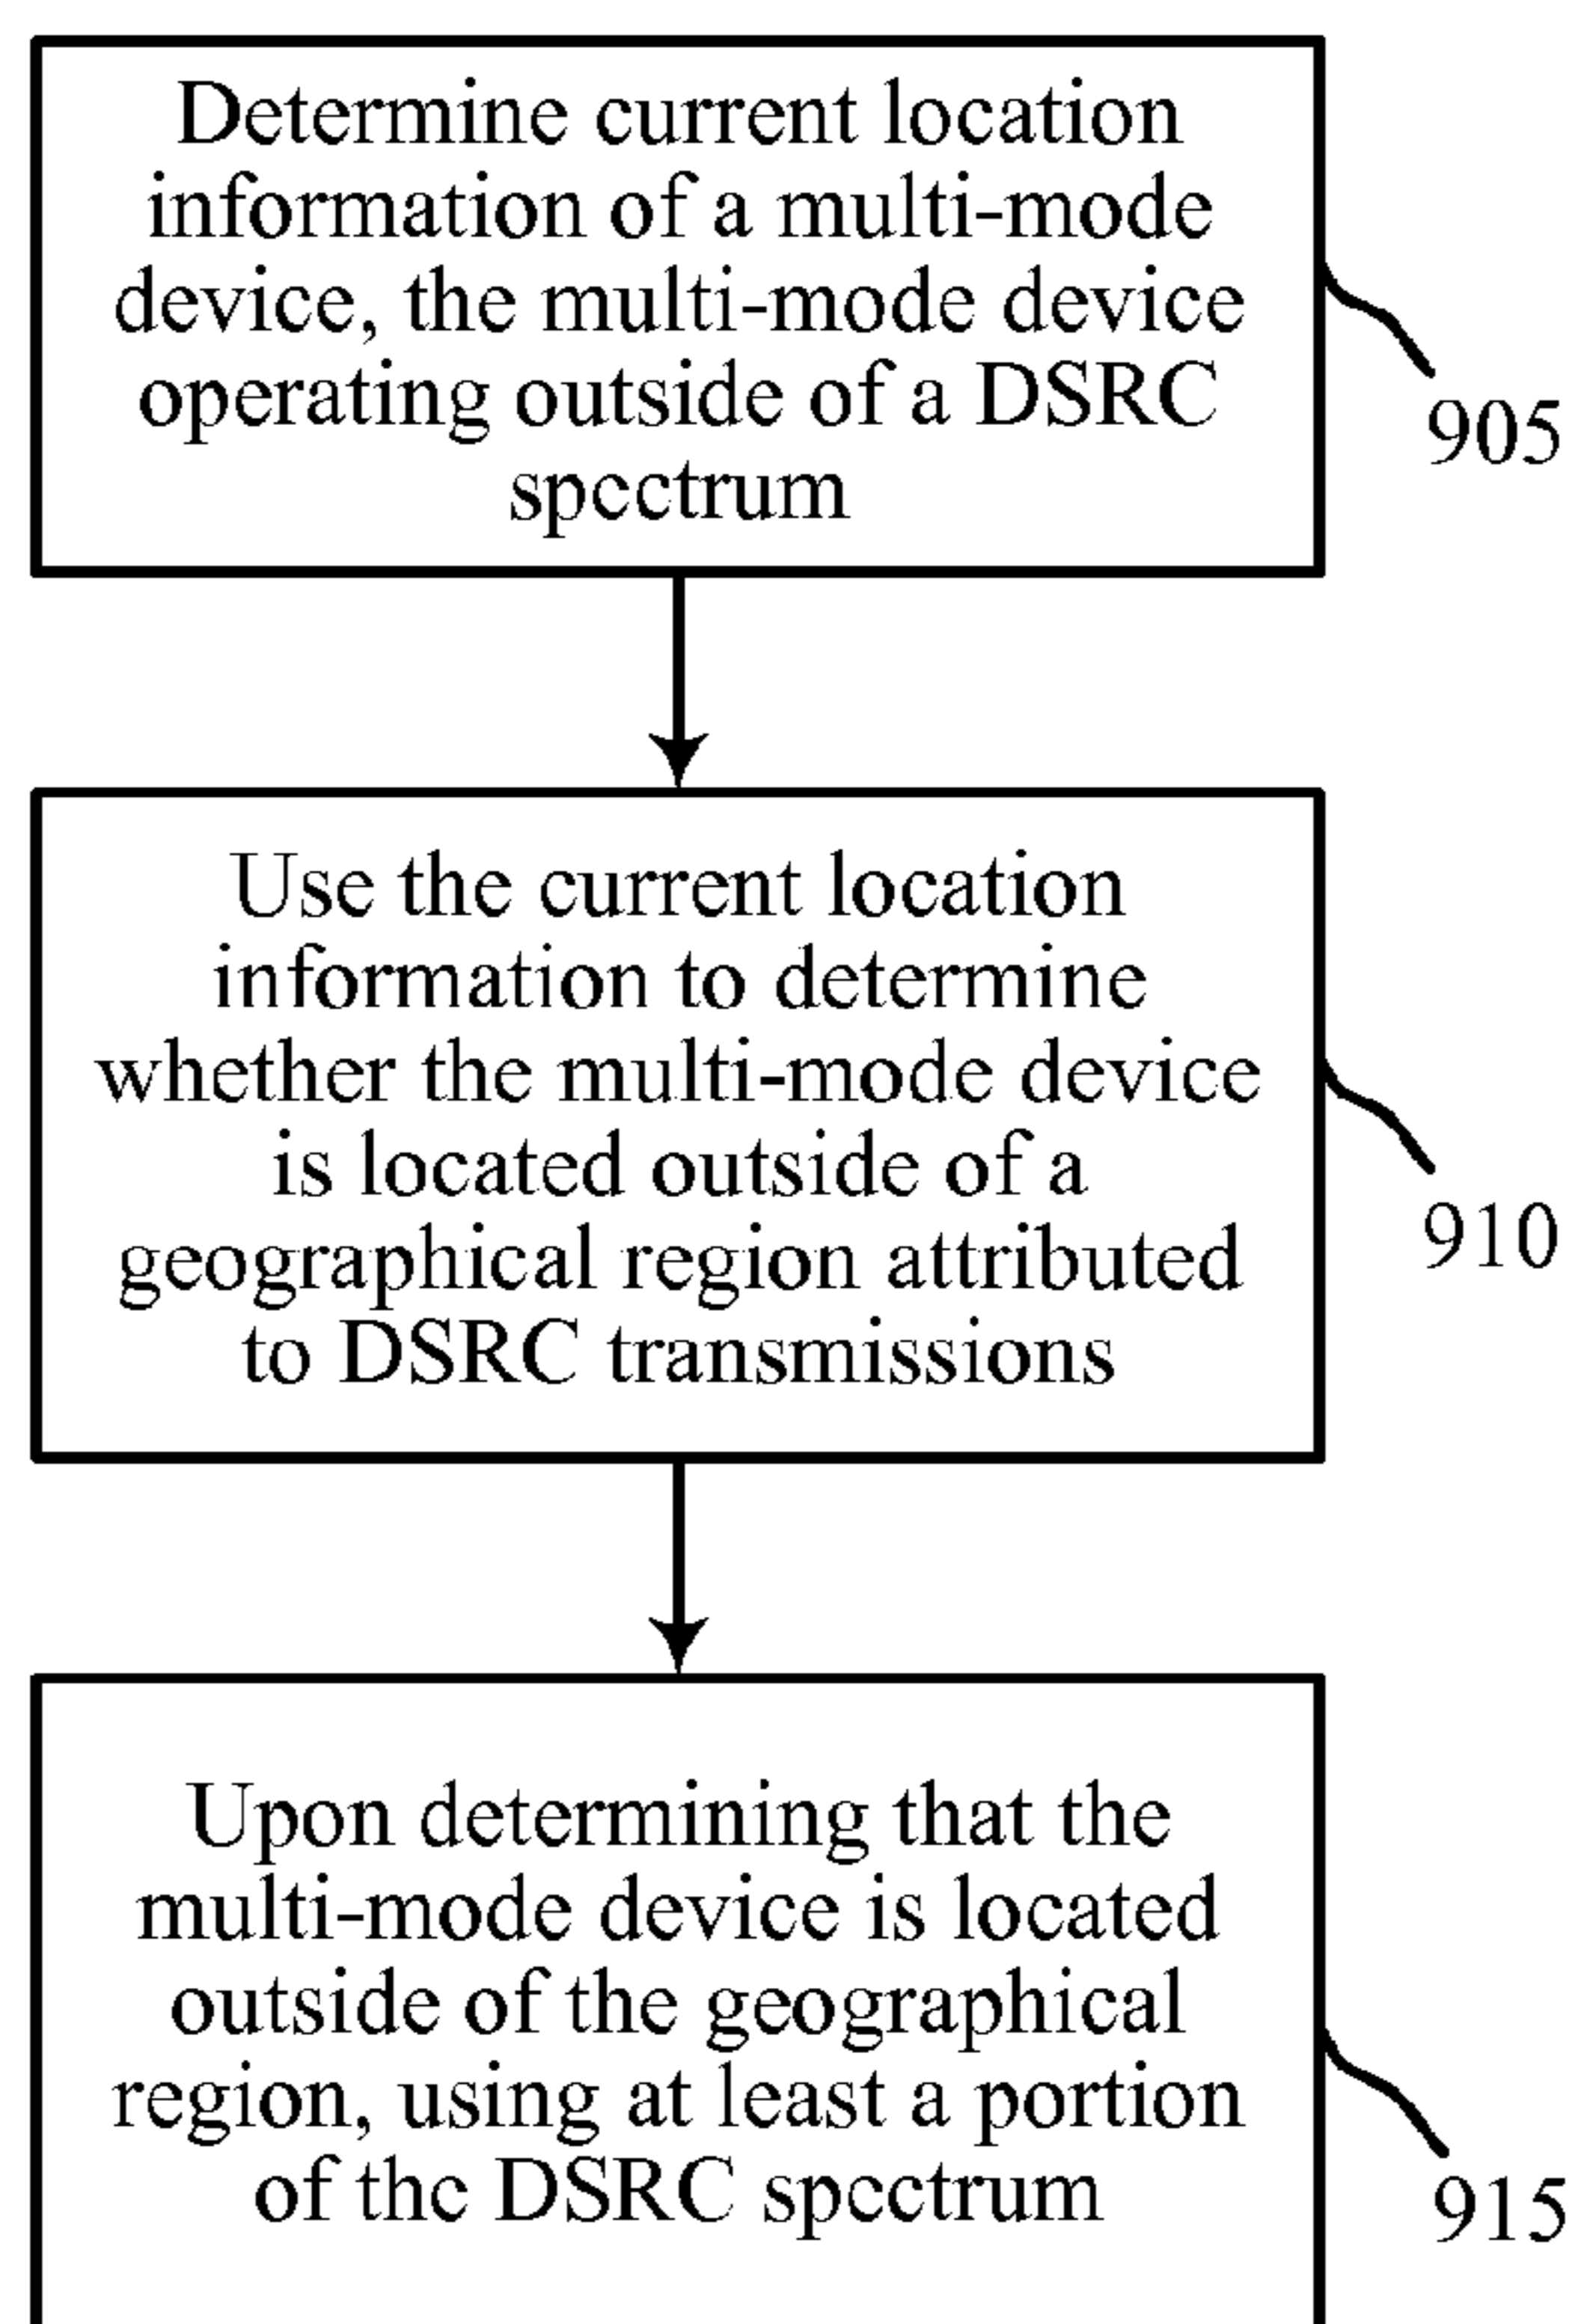 Determine current location
information of a multi-mode
device, the multi-mode device
operating outside of a DSRC
spectrum
905
Use the current location
information to determine
whether the multi-mode device
is located outside of a
geographical region attributed
to DSRC transmissions
910
Upon determining that the
multi-mode device is located
outside of the geographical
region, using at least a portion
of the DSRC spectrum
915